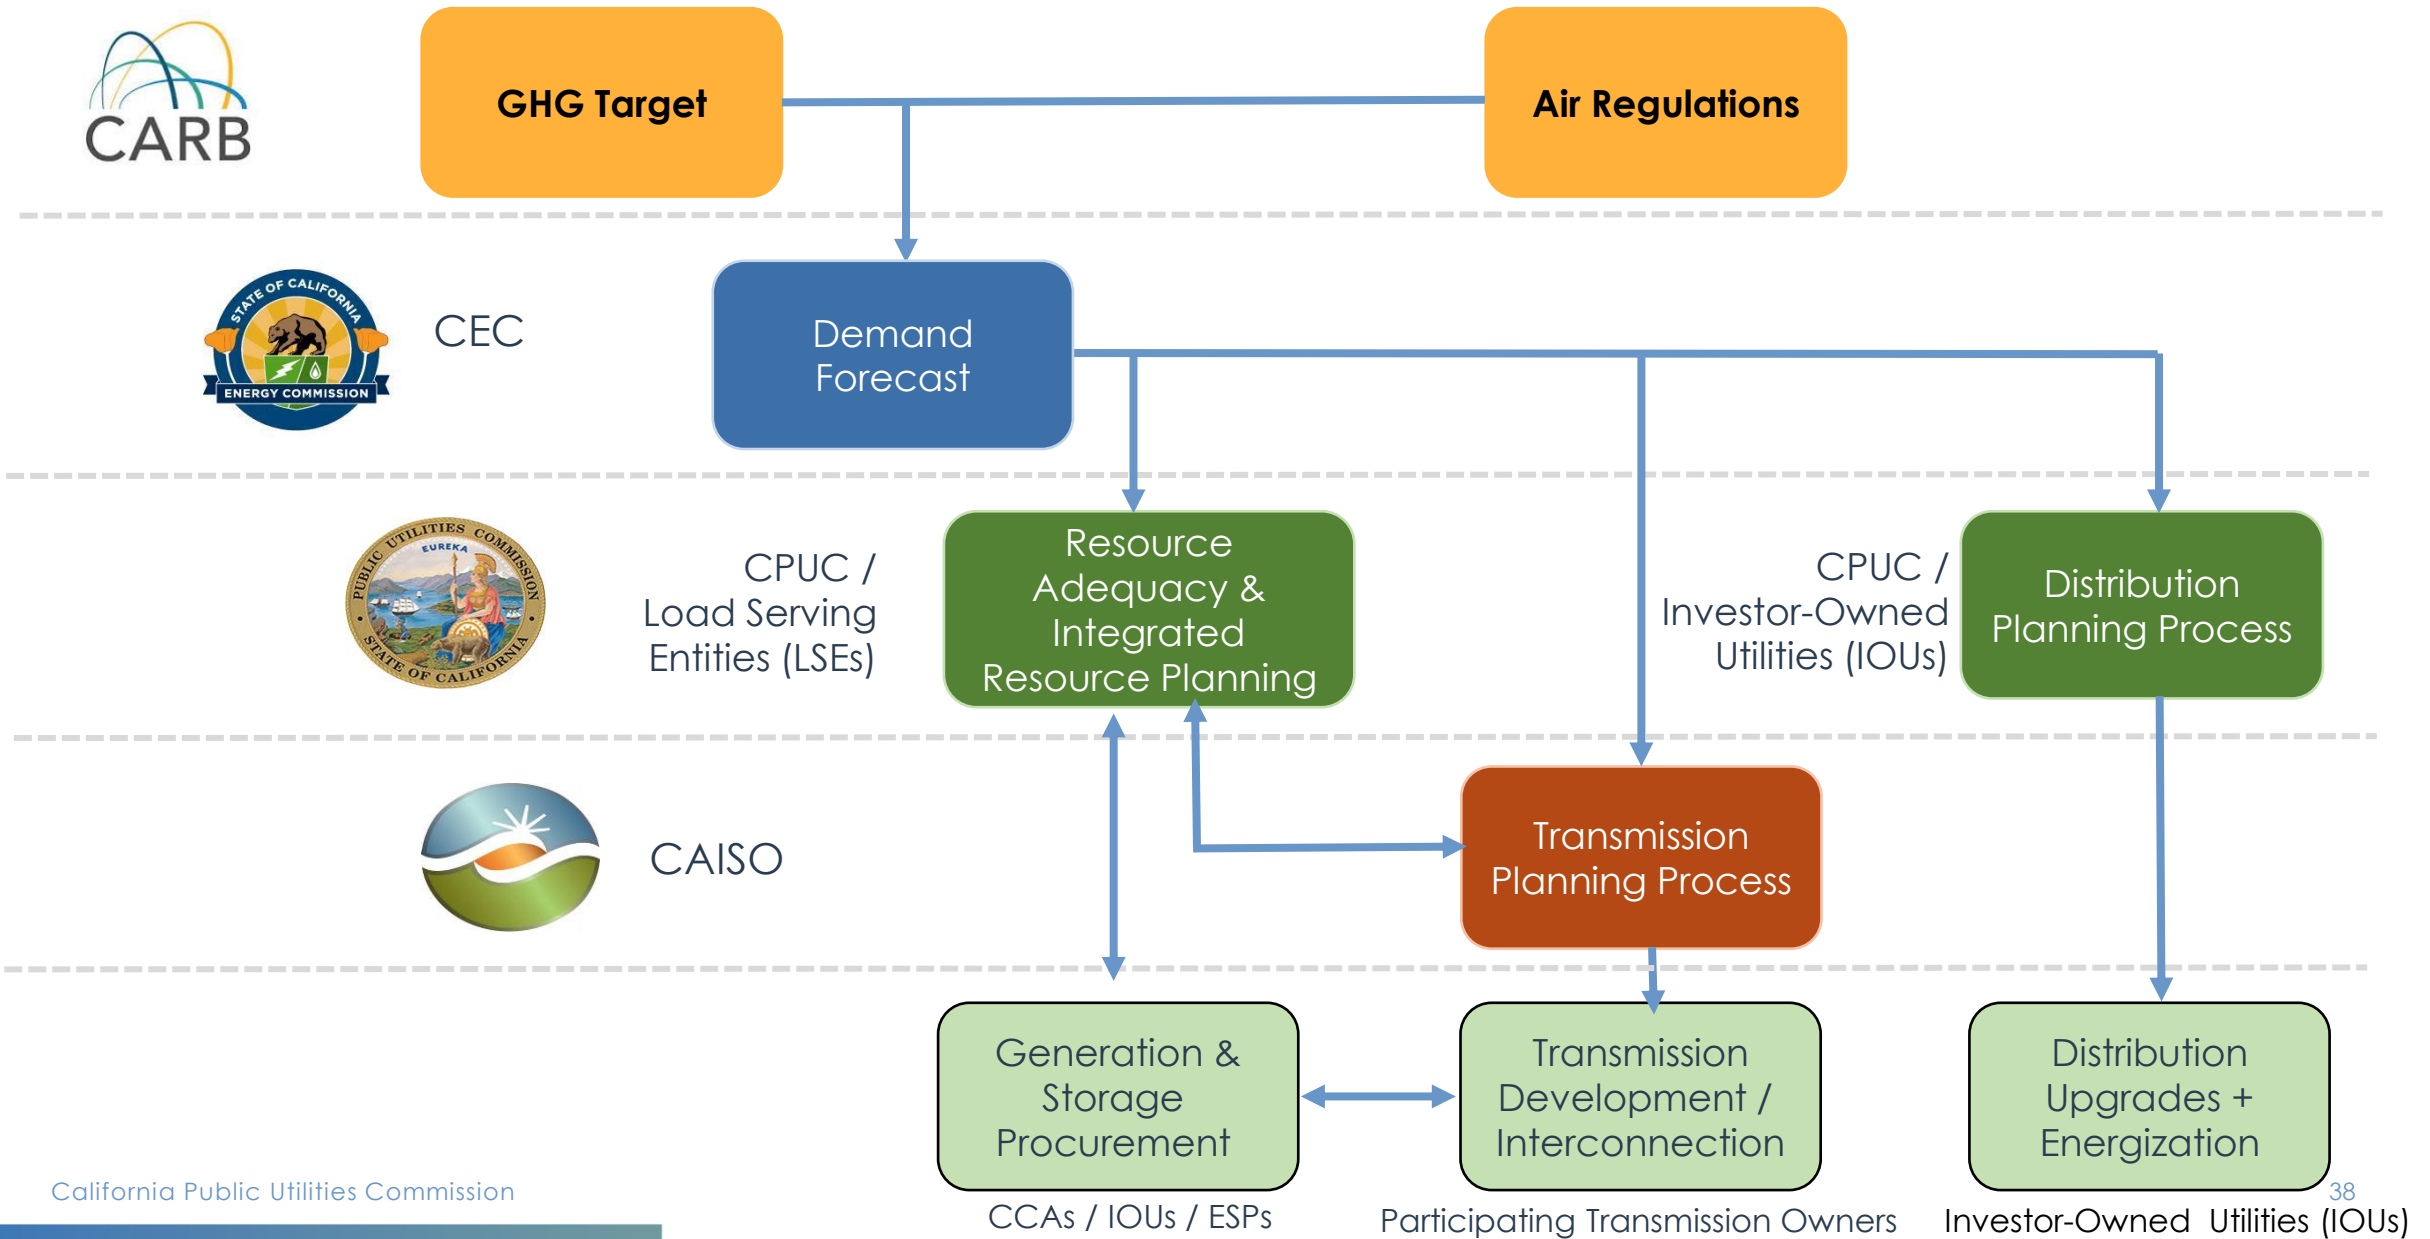 CARB
GHG Target
Air Regulations
STATE OF CALIFORNIA
ENERGY COMMISSION
CEC
Demand
Forecast
PUBLIC UTILITIES COMMISSION
EUREKA
STATE OF CALIFORNIA
CPUC /
Load Serving
Entities (LSEs)
Resource
Adequacy &
Integrated
Resource Planning
CPUC /
Investor-Owned
Utilities (IOUs)
Distribution
Planning Process
CAISO
Transmission
Planning Process
Generation &
Storage
Procurement
CCAs / IOUs / ESPs
Transmission
Development /
Interconnection
Participating Transmission Owners
Distribution
Upgrades +
Energization
Investor-Owned Utilities (IOUs)
California Public Utilities Commission
38